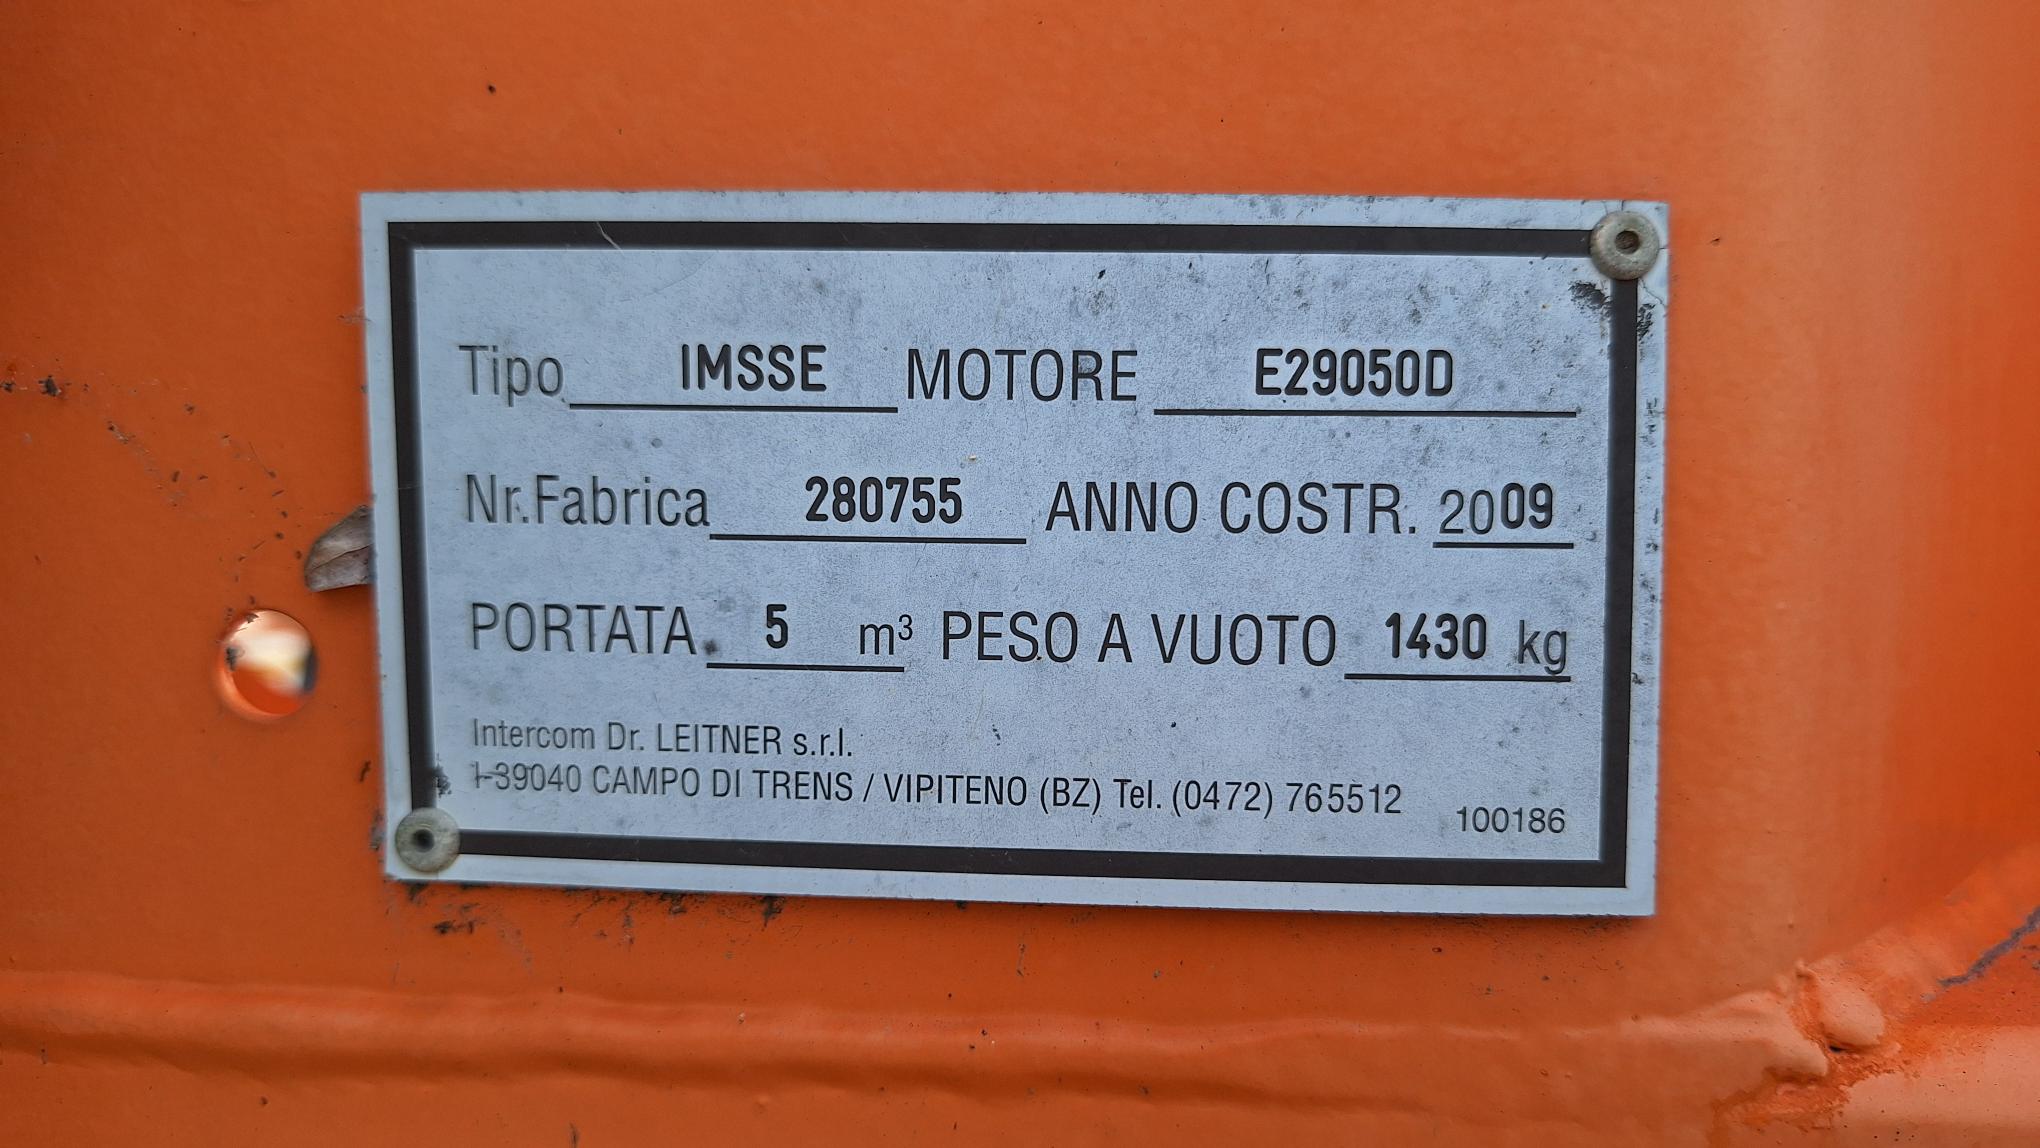 Tipo IMSSE MOTORE E29050D
Nr.Fabrica 280755 ANNO COSTR. 2009
PORTATA 5 m³ PESO A VUOTO 1430 kg
Intercom Dr. LEITNER s.r.l.
I-39040 CAMPO DI TRENS / VIPITENO (BZ) Tel. (0472) 765512
100186